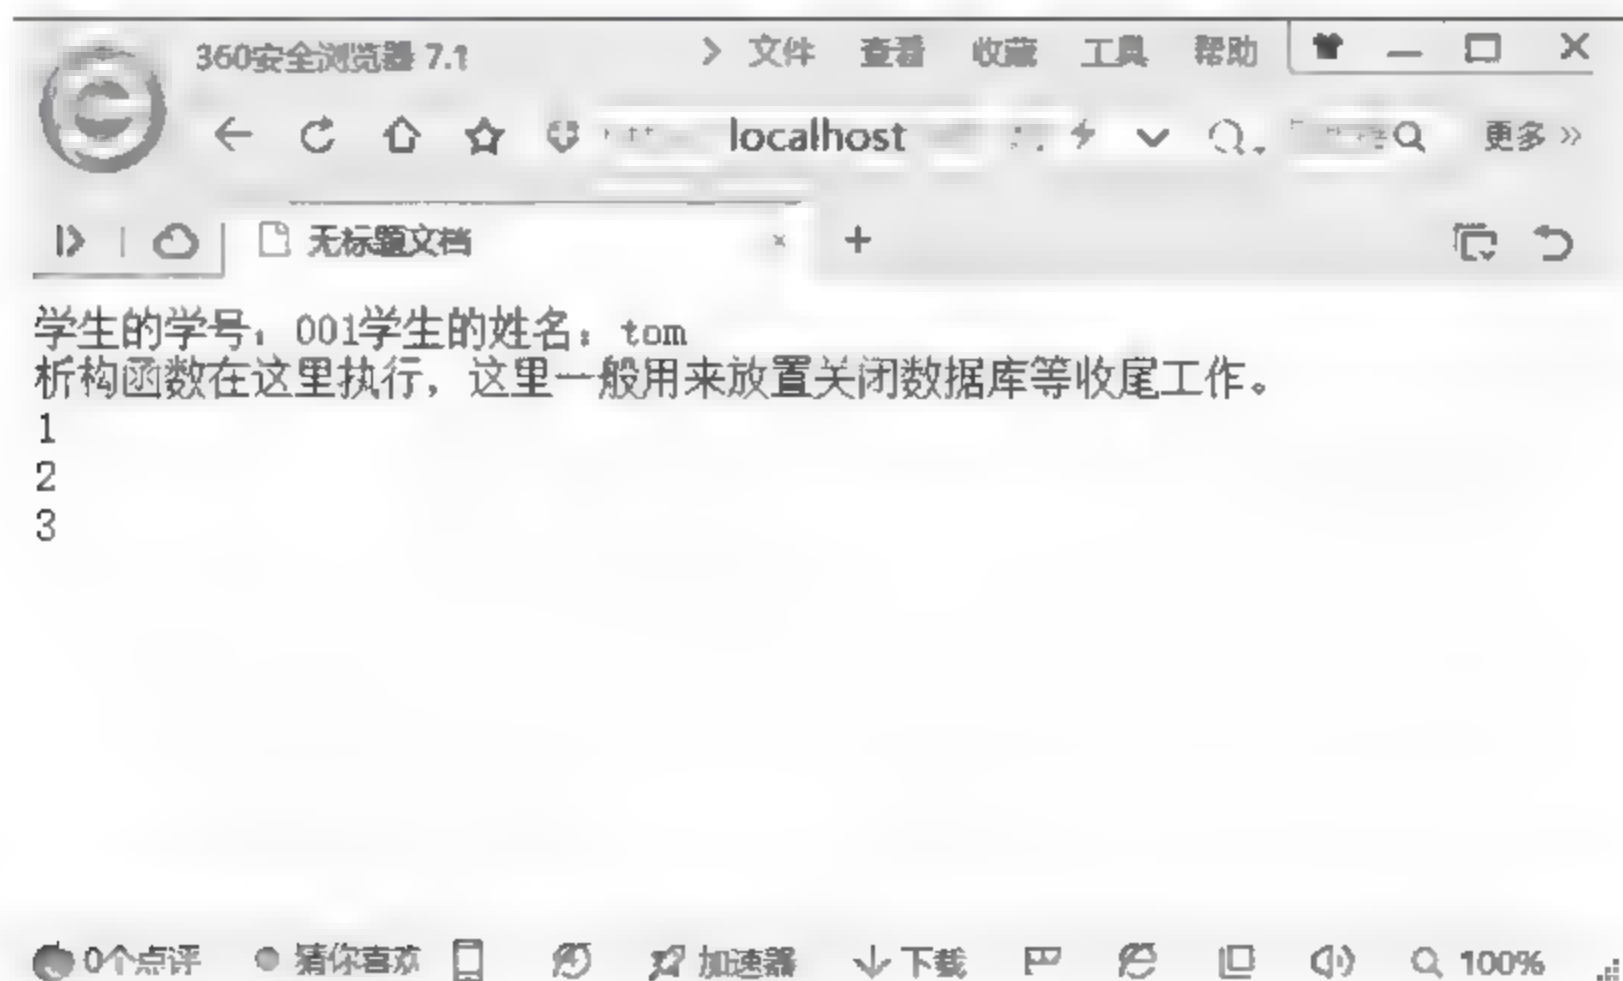 360安全浏览器 7.1 文件 查看 收藏 工具 帮助
localhost 更多
无标题文档
学生的学号：001学生的姓名：tom
析构函数在这里执行，这里一般用来放置关闭数据库等收尾工作。
1
2
3
0个点评 猜你喜欢 加速器 下载 100%